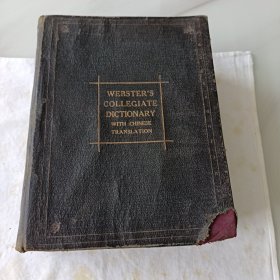 WEBSTER'S
COLLEGIATE
DICTIONARY
WITH CHINESE
TRANSLATION